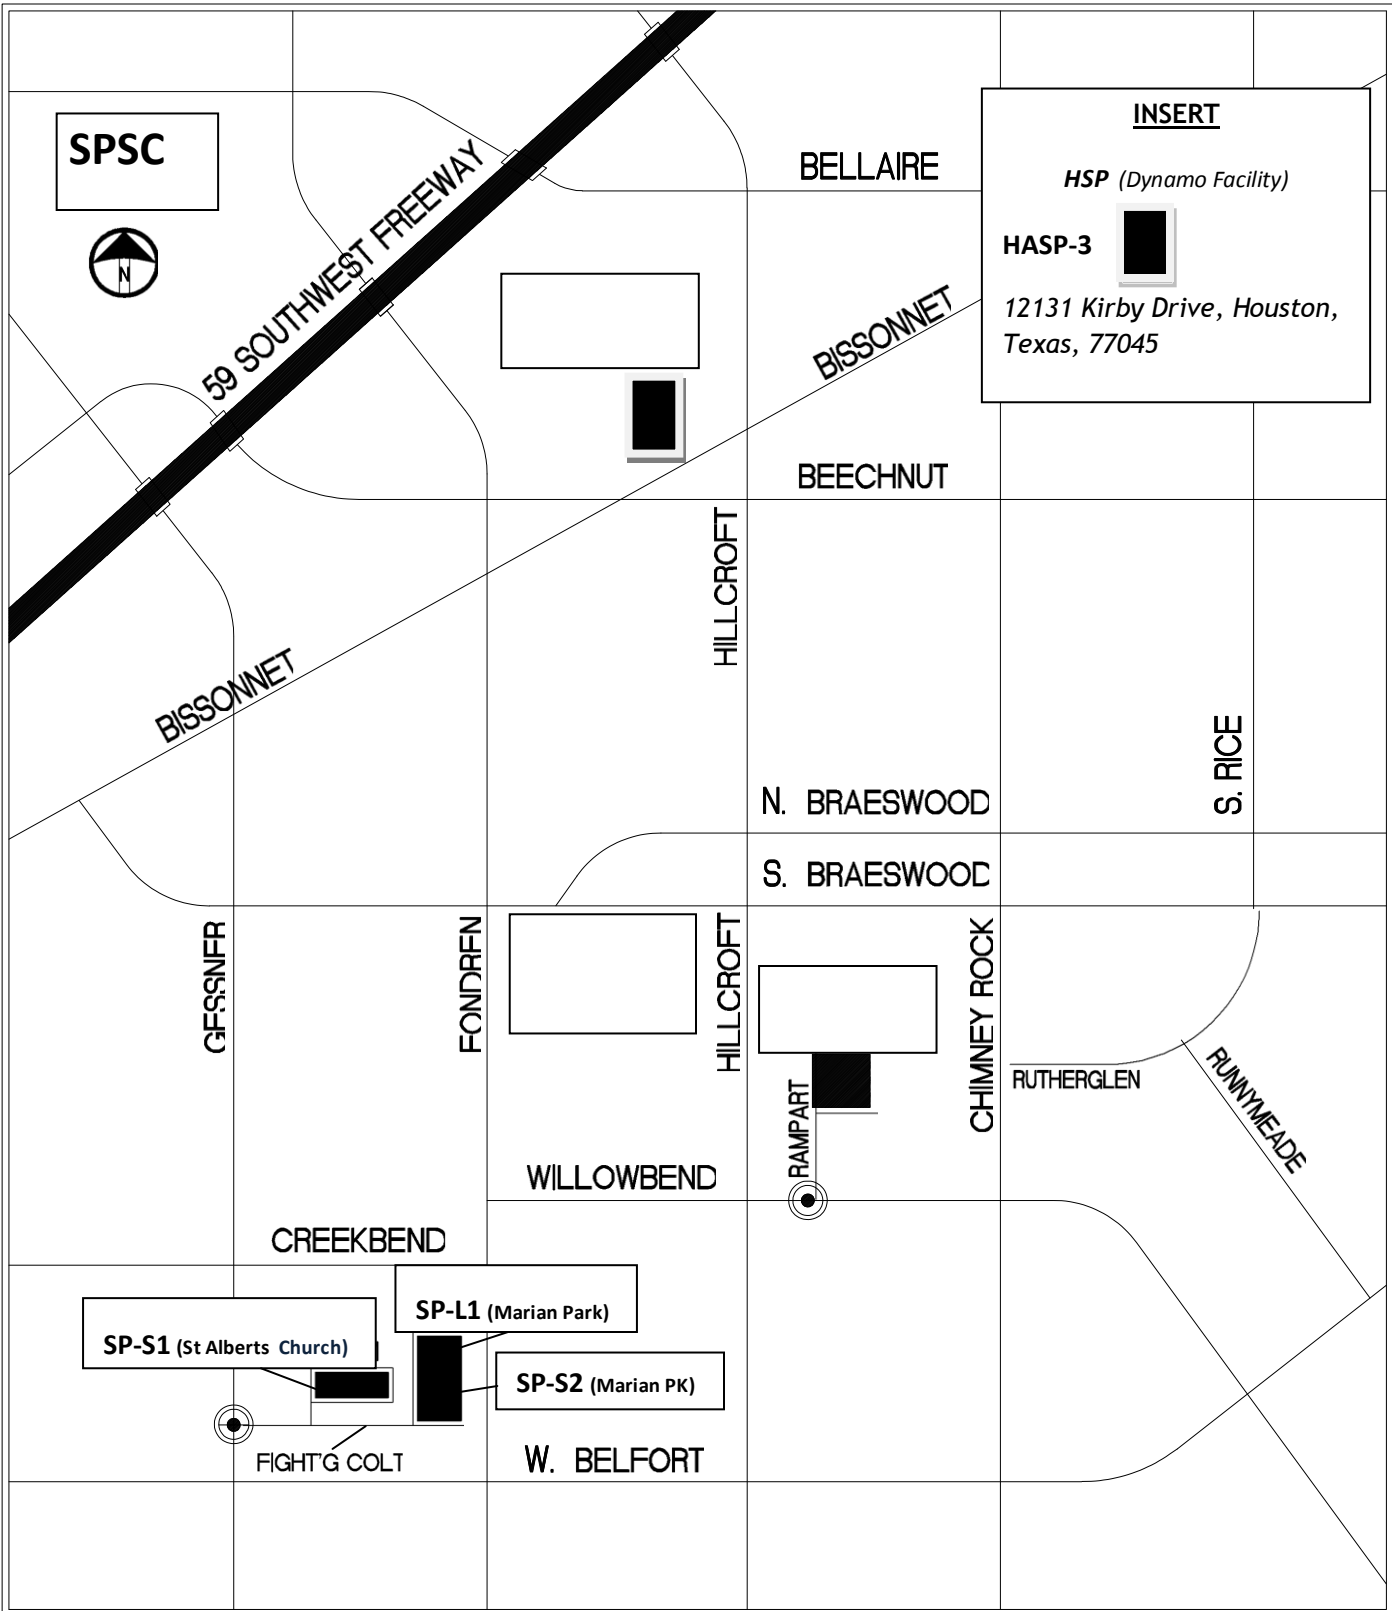 SPSC
N
59 SOUTHWEST FREEWAY
BELLAIRE
INSERT
HSP (Dynamo Facility)
HASP-3
12131 Kirby Drive, Houston,
Texas, 77045
BISSONNET
BEECHNUT
HILLCROFT
BISSONNET
S. RICE
N. BRAESWOOD
S. BRAESWOOD
GESSNER
FONDREN
HILLCROFT
CHIMNEY ROCK
RUTHERGLEN
RUNNYMEADE
RAMPART
WILLOWBEND
CREEKBEND
SP-L1 (Marian Park)
SP-S1 (St Alberts Church)
SP-S2 (Marian PK)
FIGHT'G COLT
W. BELFORT